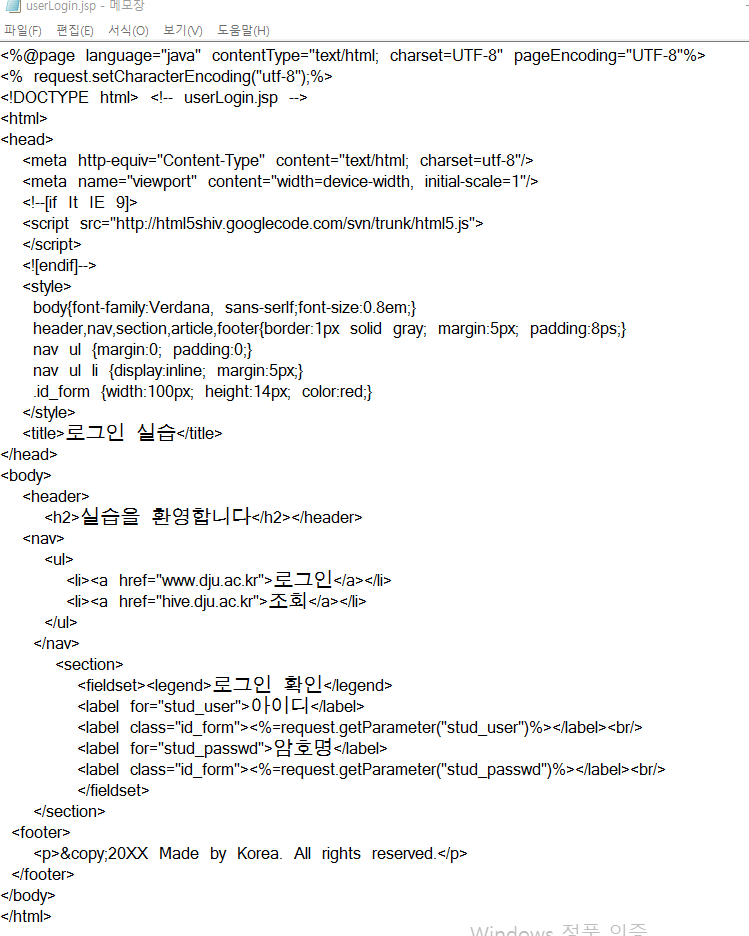 userLogin.jsp - 메모장
파일(F) 편집(E) 서식(O) 보기(V) 도움말(H)
<%@page language="java" contentType="text/html; charset=UTF-8" pageEncoding="UTF-8"%>
<% request.setCharacterEncoding("utf-8");%>
<!DOCTYPE html> <!-- userLogin.jsp -->
<html>
<head>
<meta http-equiv="Content-Type" content="text/html; charset=utf-8"/>
<meta name="viewport" content="width=device-width, initial-scale=1"/>
<!--[if lt IE 9]>
<script src="http://html5shiv.googlecode.com/svn/trunk/html5.js">
</script>
<![endif]-->
<style>
body{font-family:Verdana, sans-serlf;font-size:0.8em;}
header,nav,section,article,footer{border:1px solid gray; margin:5px; padding:8ps;}
nav ul {margin:0; padding:0;}
nav ul li {display:inline; margin:5px;}
.id_form {width:100px; height:14px; color:red;}
</style>
<title>로그인 실습</title>
</head>
<body>
<header>
<h2>실습을 환영합니다</h2></header>
<nav>
<ul>
<li><a href="www.dju.ac.kr">로그인</a></li>
<li><a href="hive.dju.ac.kr">조회</a></li>
</ul>
</nav>
<section>
<fieldset><legend>로그인 확인</legend>
<label for="stud_user">아이디</label>
<label class="id_form"><%=request.getParameter("stud_user")%></label><br/>
<label for="stud_passwd">암호명</label>
<label class="id_form"><%=request.getParameter("stud_passwd")%></label><br/>
</fieldset>
</section>
<footer>
<p>&copy;20XX Made by Korea. All rights reserved.</p>
</footer>
</body>
</html>
Windows 정품 인증